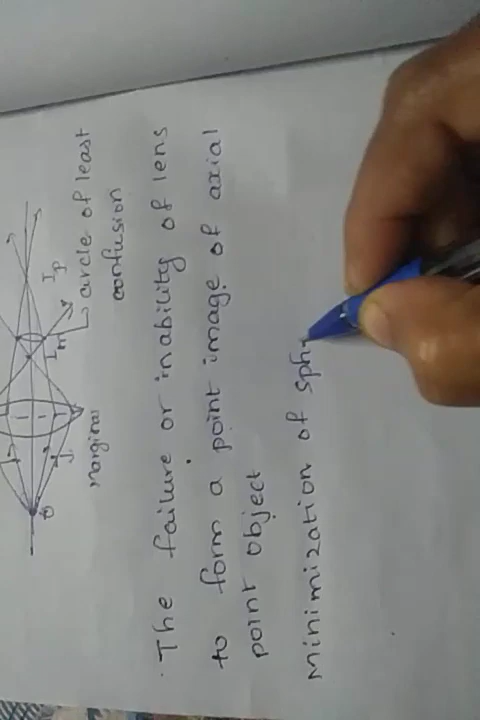 O
Im
Ip
circle of least
confusion
marginal
The failure or inability of lens
to form a point image of axial
point object
Minimization of sph